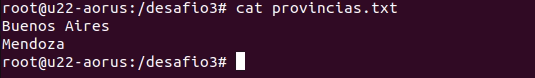 root@u22-aorus:/desafio3# cat provincias.txt
Buenos Aires
Mendoza
root@u22-aorus:/desafio3#